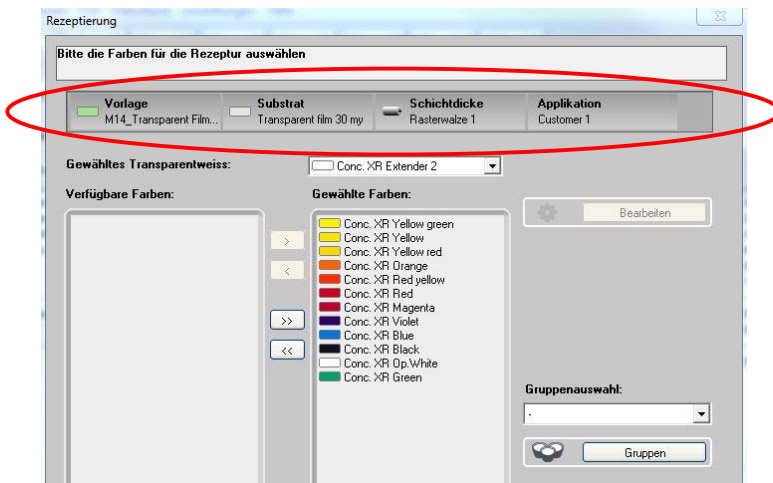 Rezeptierung
Bitte die Farben für die Rezeptur auswählen
Vorlage
M14_Transparent Film...
Substrat
Transparent film 30 my
Schichtdicke
Rasterwalze 1
Applikation
Customer 1
Gewähltes Transparentweiss:
Conc. XR Extender 2
Verfügbare Farben:
Gewählte Farben:
Conc. XR Yellow green
Conc. XR Yellow
Conc. XR Yellow red
Conc. XR Orange
Conc. XR Red yellow
Conc. XR Red
Conc. XR Magenta
Conc. XR Violet
Conc. XR Blue
Conc. XR Black
Conc. XR Op.White
Conc. XR Green
>
<
>>
<<
Bearbeiten
Gruppenauswahl:
-
Gruppen